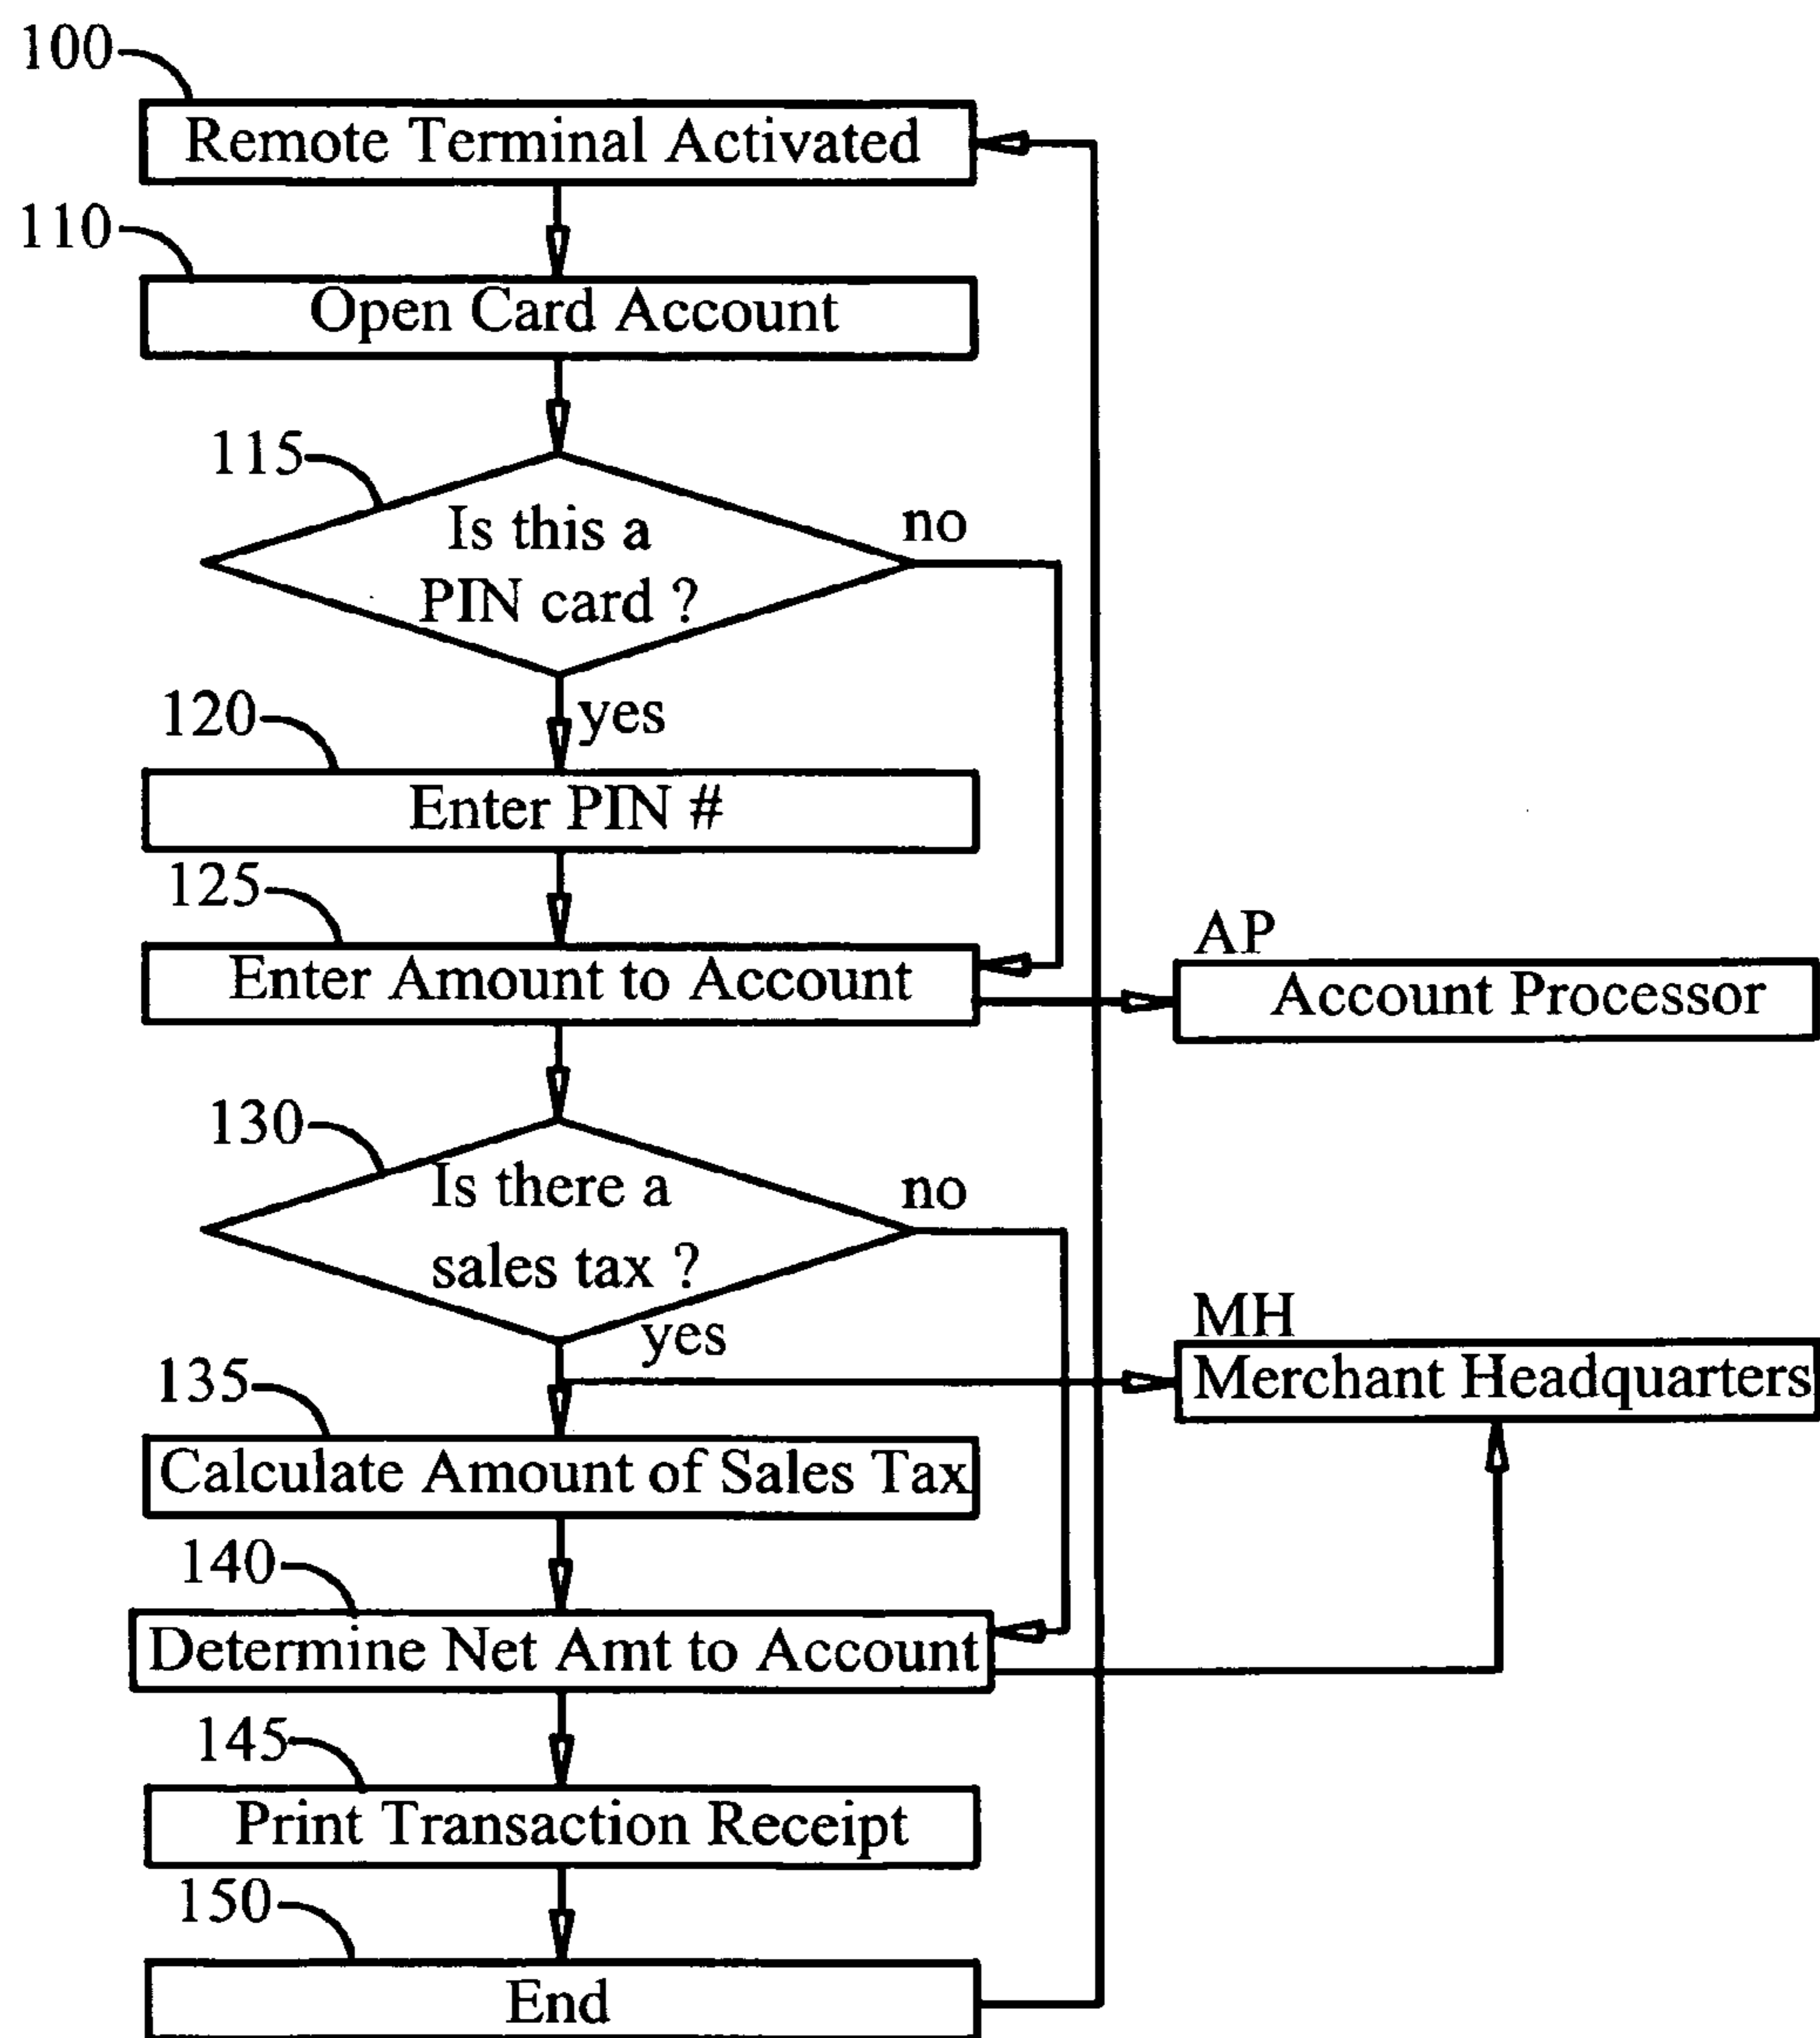 100
Remote Terminal Activated
110
Open Card Account
115
Is this a
PIN card ?
no
yes
120
Enter PIN #
125
Enter Amount to Account
AP
Account Processor
130
Is there a
sales tax ?
no
yes
MH
Merchant Headquarters
135
Calculate Amount of Sales Tax
140
Determine Net Amt to Account
145
Print Transaction Receipt
150
End